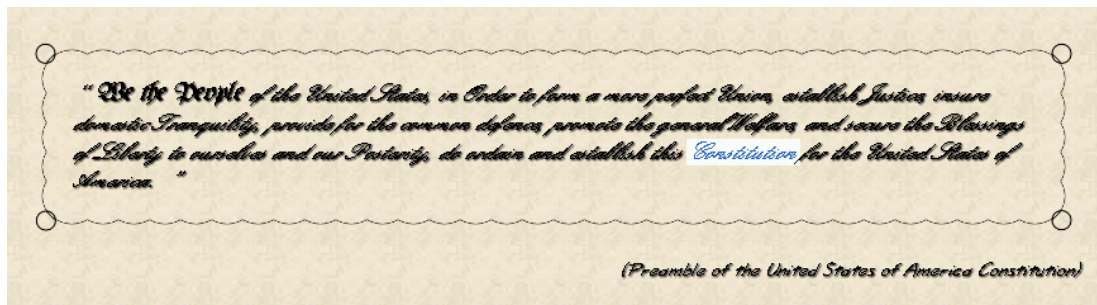 “ We the People of the United States, in Order to form a more perfect Union, establish Justice, insure
domestic Tranquility, provide for the common defence, promote the general Welfare, and secure the Blessings
of Liberty to ourselves and our Posterity, do ordain and establish this Constitution for the United States of
America. ”
(Preamble of the United States of America Constitution)